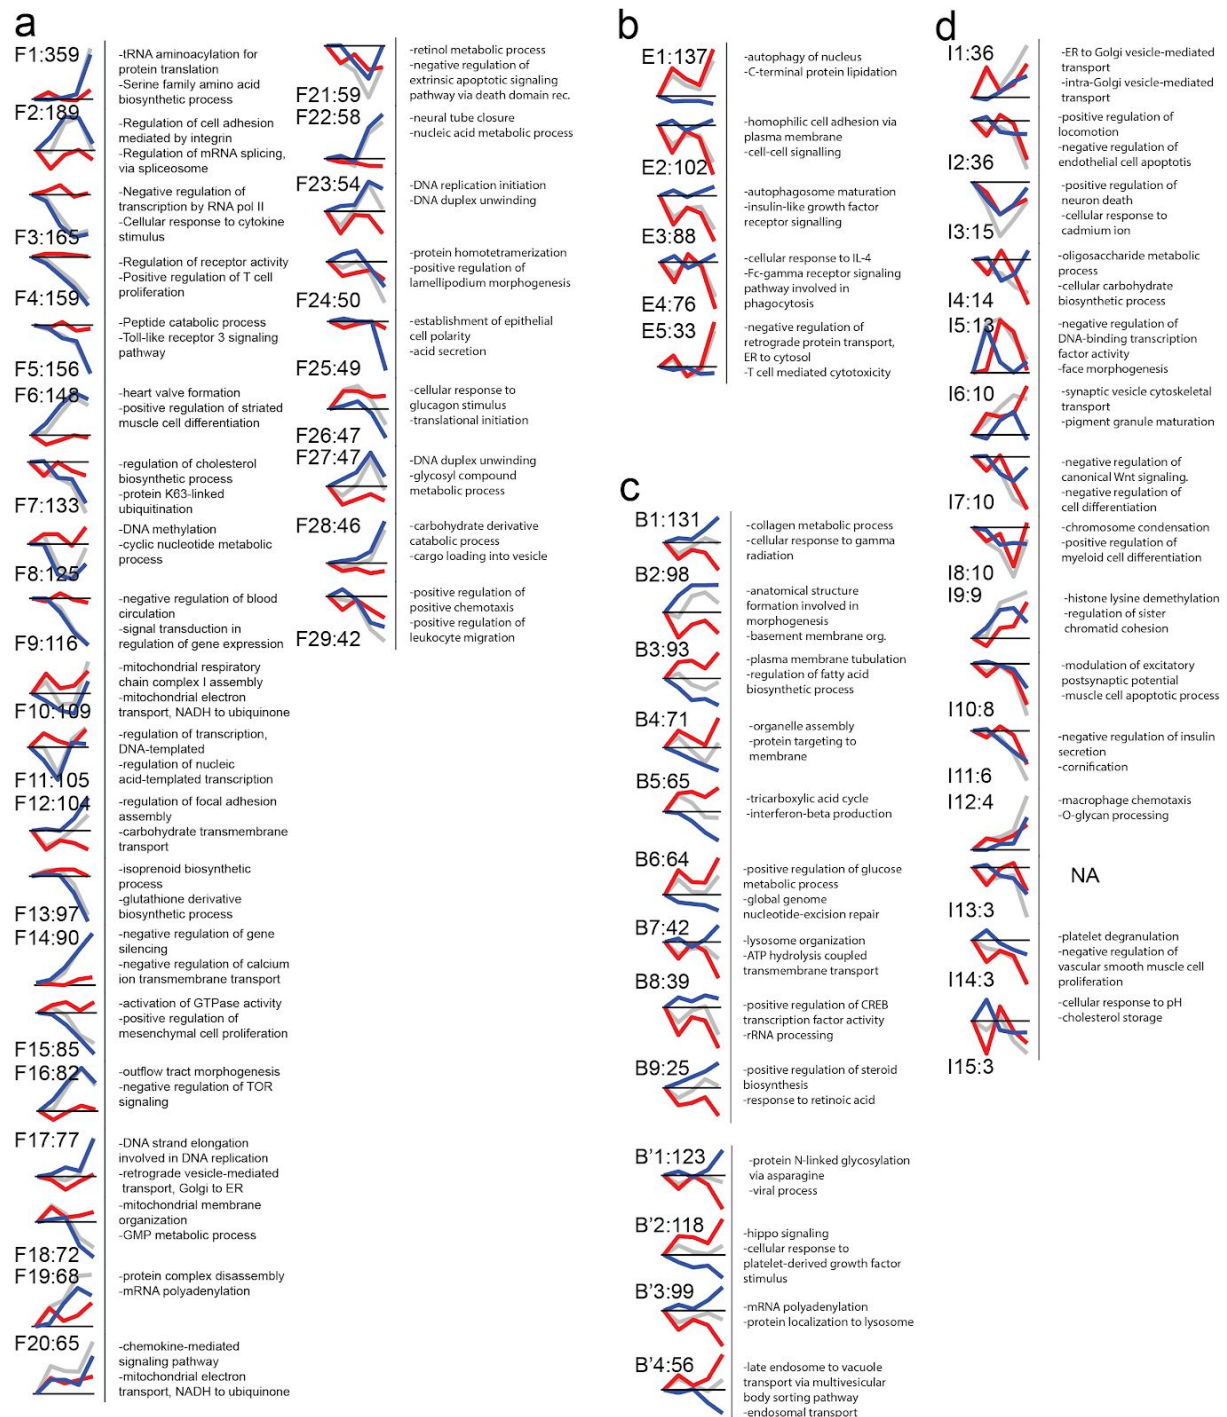 a
F1:359
-tRNA aminoacylation for
protein translation
-Serine family amino acid
biosynthetic process
F2:189
-Regulation of cell adhesion
mediated by integrin
-Regulation of mRNA splicing,
via spliceosome
F3:165
-Negative regulation of
transcription by RNA pol II
-Cellular response to cytokine
stimulus
F4:159
-Regulation of receptor activity
-Positive regulation of T cell
proliferation
F5:156
-Peptide catabolic process
-Toll-like receptor 3 signaling
pathway
F6:148
-heart valve formation
-positive regulation of striated
muscle cell differentiation
F7:133
-regulation of cholesterol
biosynthetic process
-protein K63-linked
ubiquitination
F8:125
-DNA methylation
-cyclic nucleotide metabolic
process
F9:116
-negative regulation of blood
circulation
-signal transduction in
regulation of gene expression
F10:109
-mitochondrial respiratory
chain complex I assembly
-mitochondrial electron
transport, NADH to ubiquinone
F11:105
-regulation of transcription,
DNA-templated
-regulation of nucleic
acid-templated transcription
F12:104
-regulation of focal adhesion
assembly
-carbohydrate transmembrane
transport
F13:97
-isoprenoid biosynthetic
process
-glutathione derivative
biosynthetic process
F14:90
-negative regulation of gene
silencing
-negative regulation of calcium
ion transmembrane transport
F15:85
-activation of GTPase activity
-positive regulation of
mesenchymal cell proliferation
F16:82
-outflow tract morphogenesis
-negative regulation of TOR
signaling
F17:77
-DNA strand elongation
involved in DNA replication
-retrograde vesicle-mediated
transport, Golgi to ER
F18:72
-mitochondrial membrane
organization
-GMP metabolic process
F19:68
-protein complex disassembly
-mRNA polyadenylation
F20:65
-chemokine-mediated
signaling pathway
-mitochondrial electron
transport, NADH to ubiquinone
F21:59
-retinol metabolic process
-negative regulation of
extrinsic apoptotic signaling
pathway via death domain rec.
F22:58
-neural tube closure
-nucleic acid metabolic process
F23:54
-DNA replication initiation
-DNA duplex unwinding
F24:50
-protein homotetramerization
-positive regulation of
lamellipodium morphogenesis
F25:49
-establishment of epithelial
cell polarity
-acid secretion
F26:47
-cellular response to
glucagon stimulus
-translational initiation
F27:47
-DNA duplex unwinding
-glycosyl compound
metabolic process
F28:46
-carbohydrate derivative
catabolic process
-cargo loading into vesicle
F29:42
-positive regulation of
positive chemotaxis
-positive regulation of
leukocyte migration
b
E1:137
-autophagy of nucleus
-C-terminal protein lipidation
E2:102
-homophilic cell adhesion via
plasma membrane
-cell-cell signalling
E3:88
-autophagosome maturation
-insulin-like growth factor
receptor signalling
E4:76
-cellular response to IL-4
-Fc-gamma receptor signaling
pathway involved in
phagocytosis
E5:33
-negative regulation of
retrograde protein transport,
ER to cytosol
-T cell mediated cytotoxicity
c
B1:131
-collagen metabolic process
-cellular response to gamma
radiation
B2:98
-anatomical structure
formation involved in
morphogenesis
-basement membrane org.
B3:93
-plasma membrane tubulation
-regulation of fatty acid
biosynthetic process
B4:71
-organelle assembly
-protein targeting to
membrane
B5:65
-tricarboxylic acid cycle
-interferon-beta production
B6:64
-positive regulation of glucose
metabolic process
-global genome
nucleotide-excision repair
B7:42
-lysosome organization
-ATP hydrolysis coupled
transmembrane transport
B8:39
-positive regulation of CREB
transcription factor activity
-rRNA processing
B9:25
-positive regulation of steroid
biosynthesis
-response to retinoic acid
B'1:123
-protein N-linked glycosylation
via asparagine
-viral process
B'2:118
-hippo signaling
-cellular response to
platelet-derived growth factor
stimulus
B'3:99
-mRNA polyadenylation
-protein localization to lysosome
B'4:56
-late endosome to vacuole
transport via multivesicular
body sorting pathway
-endosomal transport
d
I1:36
-ER to Golgi vesicle-mediated
transport
-intra-Golgi vesicle-mediated
transport
I2:36
-positive regulation of
locomotion
-negative regulation of
endothelial cell apoptotis
I3:15
-positive regulation of
neuron death
-cellular response to
cadmium ion
I4:14
-oligosaccharide metabolic
process
-cellular carbohydrate
biosynthetic process
I5:13
-negative regulation of
DNA-binding transcription
factor activity
-face morphogenesis
I6:10
-synaptic vesicle cytoskeletal
transport
-pigment granule maturation
I7:10
-negative regulation of
canonical Wnt signaling.
-negative regulation of
cell differentiation
I8:10
-chromosome condensation
-positive regulation of
myeloid cell differentiation
I9:9
-histone lysine demethylation
-regulation of sister
chromatid cohesion
I10:8
-modulation of excitatory
postsynaptic potential
-muscle cell apoptotic process
I11:6
-negative regulation of insulin
secretion
-cornification
I12:4
-macrophage chemotaxis
-O-glycan processing
I13:3
NA
I14:3
-platelet degranulation
-negative regulation of
vascular smooth muscle cell
proliferation
I15:3
-cellular response to pH
-cholesterol storage